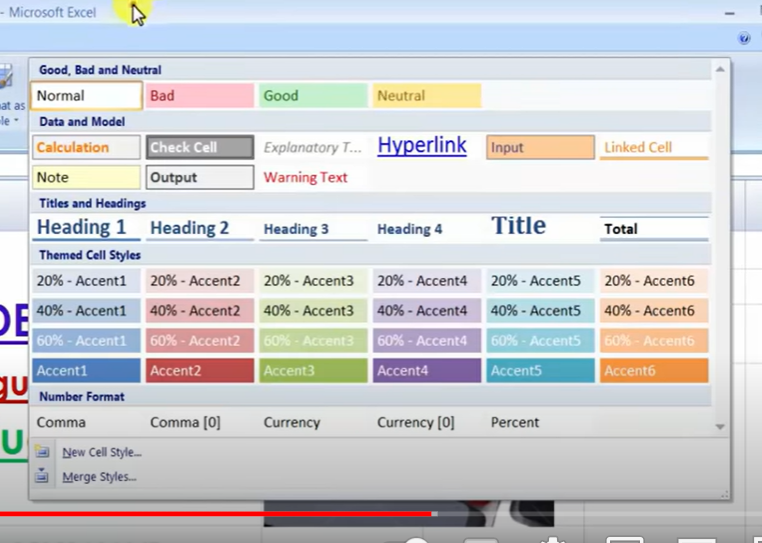 - Microsoft Excel
at as
le
Good, Bad and Neutral
Normal Bad Good Neutral
Data and Model
Calculation Check Cell Explanatory T... Hyperlink Input Linked Cell
Note Output Warning Text
Titles and Headings
Heading 1 Heading 2 Heading 3 Heading 4 Title Total
Themed Cell Styles
20% - Accent1 20% - Accent2 20% - Accent3 20% - Accent4 20% - Accent5 20% - Accent6
40% - Accent1 40% - Accent2 40% - Accent3 40% - Accent4 40% - Accent5 40% - Accent6
60% - Accent1 60% - Accent2 60% - Accent3 60% - Accent4 60% - Accent5 60% - Accent6
Accent1 Accent2 Accent3 Accent4 Accent5 Accent6
Number Format
Comma Comma [0] Currency Currency [0] Percent
New Cell Style...
Merge Styles...